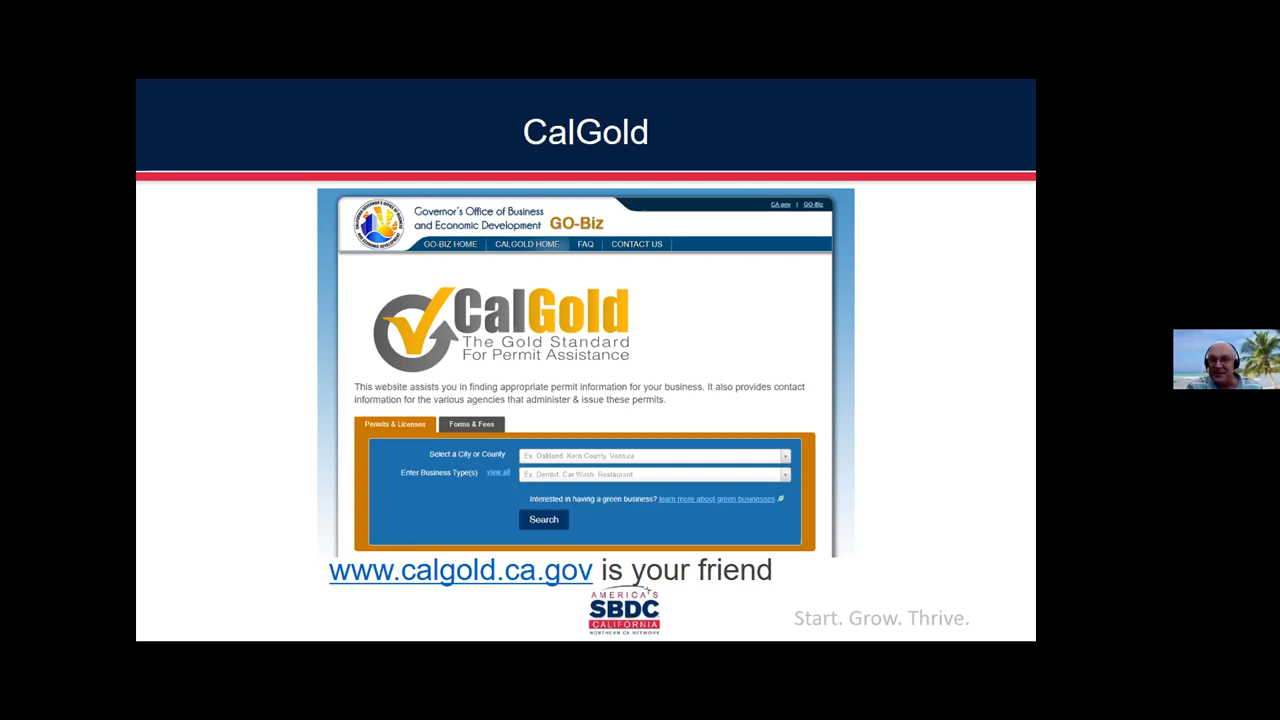 CalGold
Governor's Office of Business
and Economic Development GO-Biz
CA.gov | GO-Biz
GO-BIZ HOME CALGOLD HOME FAQ CONTACT US
CalGold
The Gold Standard
For Permit Assistance
This website assists you in finding appropriate permit information for your business. It also provides contact
information for the various agencies that administer & issue these permits.
Permits & Licenses Forms & Fees
Select a City or County Ex. Oakland, Kern County, Ventura
Enter Business Type(s) view all Ex. Dentist, Car Wash, Restaurant
Interested in having a green business? learn more about green businesses
Search
www.calgold.ca.gov is your friend
AMERICA'S
SBDC
CALIFORNIA
NORTHERN CA NETWORK
Start. Grow. Thrive.